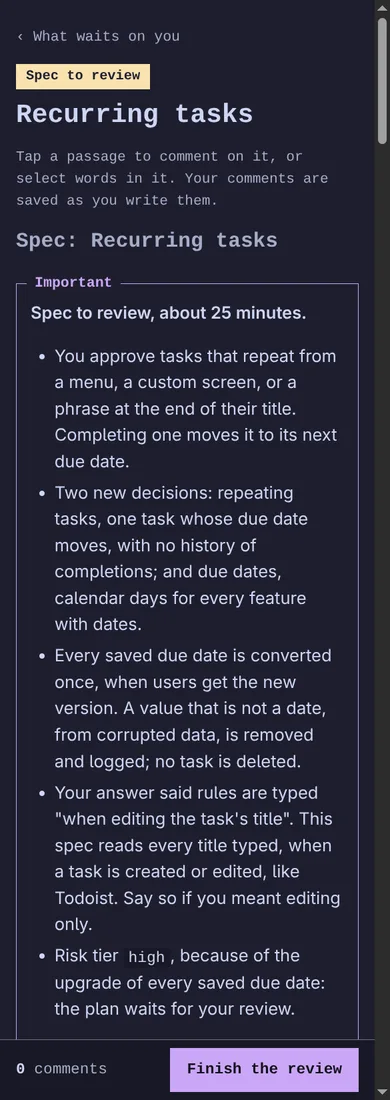 ‹ What waits on you
Spec to review
Recurring tasks
Tap a passage to comment on it, or
select words in it. Your comments are
saved as you write them.
Spec: Recurring tasks
Important
Spec to review, about 25 minutes.
• You approve tasks that repeat from
a menu, a custom screen, or a
phrase at the end of their title.
Completing one moves it to its next
due date.
• Two new decisions: repeating
tasks, one task whose due date
moves, with no history of
completions; and due dates,
calendar days for every feature
with dates.
• Every saved due date is converted
once, when users get the new
version. A value that is not a date,
from corrupted data, is removed
and logged; no task is deleted.
• Your answer said rules are typed
"when editing the task's title". This
spec reads every title typed, when
a task is created or edited, like
Todoist. Say so if you meant editing
only.
• Risk tier high, because of the
upgrade of every saved due date:
the plan waits for your review.
0 comments
Finish the review